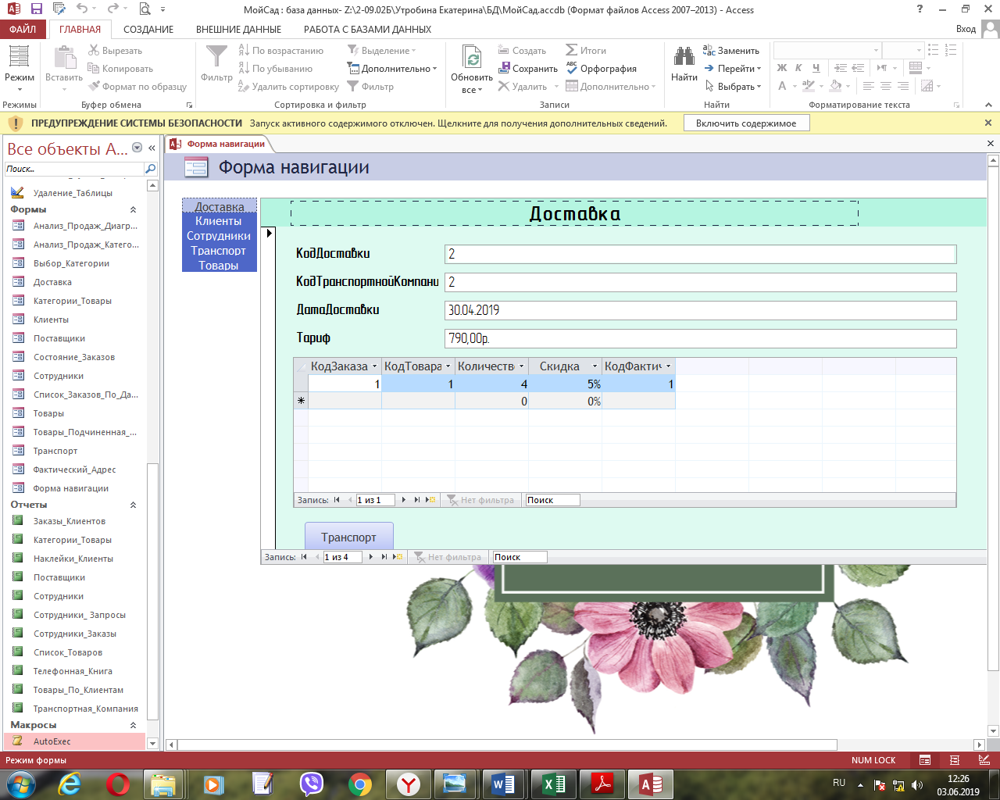 МойСад : база данных- Z:\2-09.02Б\Утробина Екатерина\БД\МойСад.accdb (Формат файлов Access 2007–2013) - Access
ФАЙЛ ГЛАВНАЯ СОЗДАНИЕ ВНЕШНИЕ ДАННЫЕ РАБОТА С БАЗАМИ ДАННЫХ Вход
Режим
Режимы
Вставить
Вырезать
Копировать
Формат по образцу
Буфер обмена
Фильтр
По возрастанию
По убыванию
Удалить сортировку
Выделение
Дополнительно
Фильтр
Сортировка и фильтр
Обновить
все
Создать
Сохранить
Удалить
Итоги
Орфография
Дополнительно
Записи
Найти
Заменить
Перейти
Выбрать
Найти
Ж К Ч
А
Форматирование текста
ПРЕДУПРЕЖДЕНИЕ СИСТЕМЫ БЕЗОПАСНОСТИ Запуск активного содержимого отключен. Щелкните для получения дополнительных сведений. Включить содержимое
Все объекты A...
Поиск...
Удаление_Таблицы
Формы
Анализ_Продаж_Диагр...
Анализ_Продаж_Катего...
Выбор_Категории
Доставка
Категории_Товары
Клиенты
Поставщики
Состояние_Заказов
Сотрудники
Список_Заказов_По_Да...
Товары
Товары_Подчиненная_...
Транспорт
Фактический_Адрес
Форма навигации
Отчеты
Заказы_Клиентов
Категории_Товары
Наклейки_Клиенты
Поставщики
Сотрудники
Сотрудники_ Запросы
Сотрудники_Заказы
Список_Товаров
Телефонная_Книга
Товары_По_Клиентам
Транспортная_Компания
Макросы
AutoExec
Форма навигации
Форма навигации
Доставка
Клиенты
Сотрудники
Транспорт
Товары
Доставка
КодДоставки 2
КодТранспортнойКомпани 2
ДатаДоставки 30.04.2019
Тариф 790,00р.
КодЗаказа КодТовара Количеств Скидка КодФактич
1 1 4 5% 1
0 0%
Запись: 1 из 1 Нет фильтра Поиск
Транспорт
Запись: 1 из 4 Нет фильтра Поиск
Режим формы NUM LOCK
RU 12:26
03.06.2019